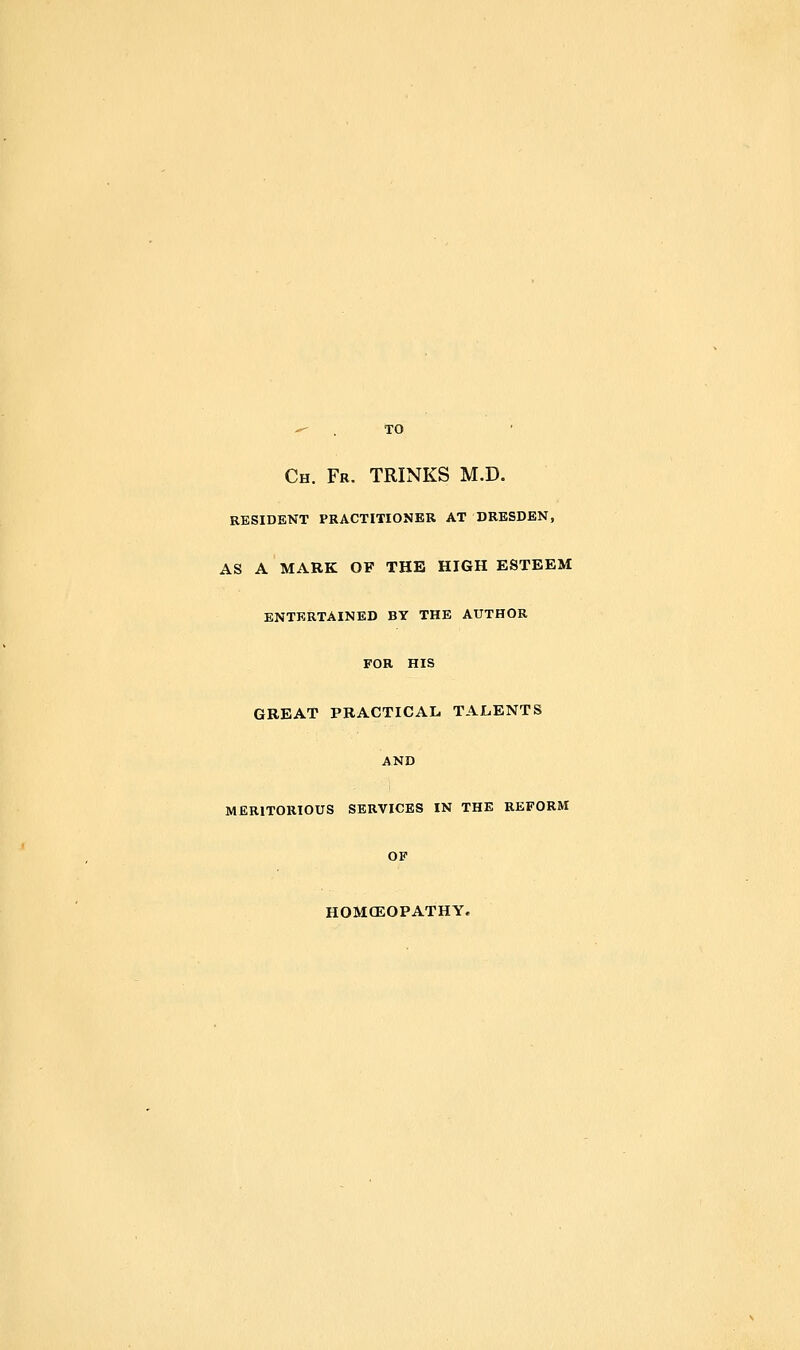 TO
Ch. Fr. TRINKS M.D.
RESIDENT PRACTITIONER AT DRESDEN,
AS A MARK OF THE HIGH ESTEEM
ENTERTAINED BY THE AUTHOR
FOR HIS
GREAT PRACTICAL TALENTS
AND
MERITORIOUS SERVICES IN THE REFORM
OF
HOMŒOPATHY.